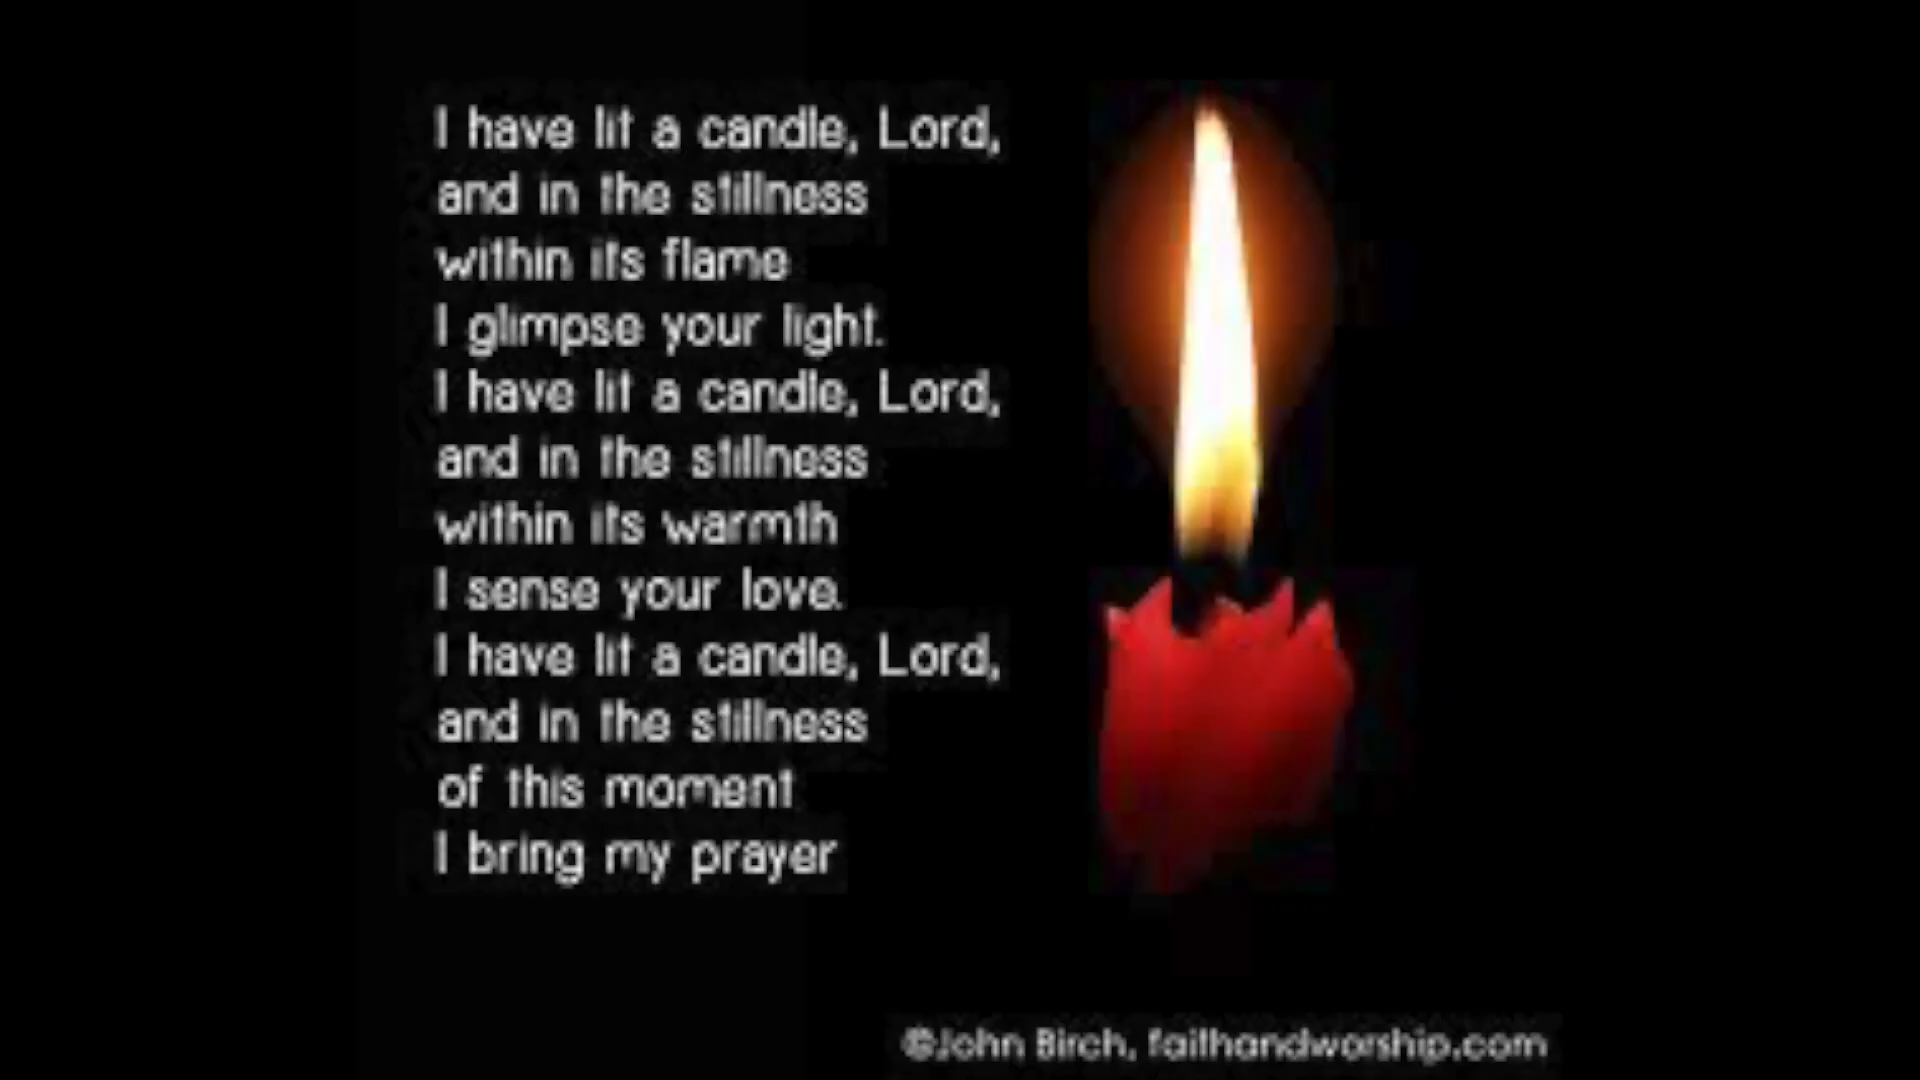 I have lit a candle, Lord,
and in the stillness
within its flame
I glimpse your light.
I have lit a candle, Lord,
and in the stillness
within its warmth
I sense your love.
I have lit a candle, Lord,
and in the stillness
of this moment
I bring my prayer
©John Birch, faithandworship.com